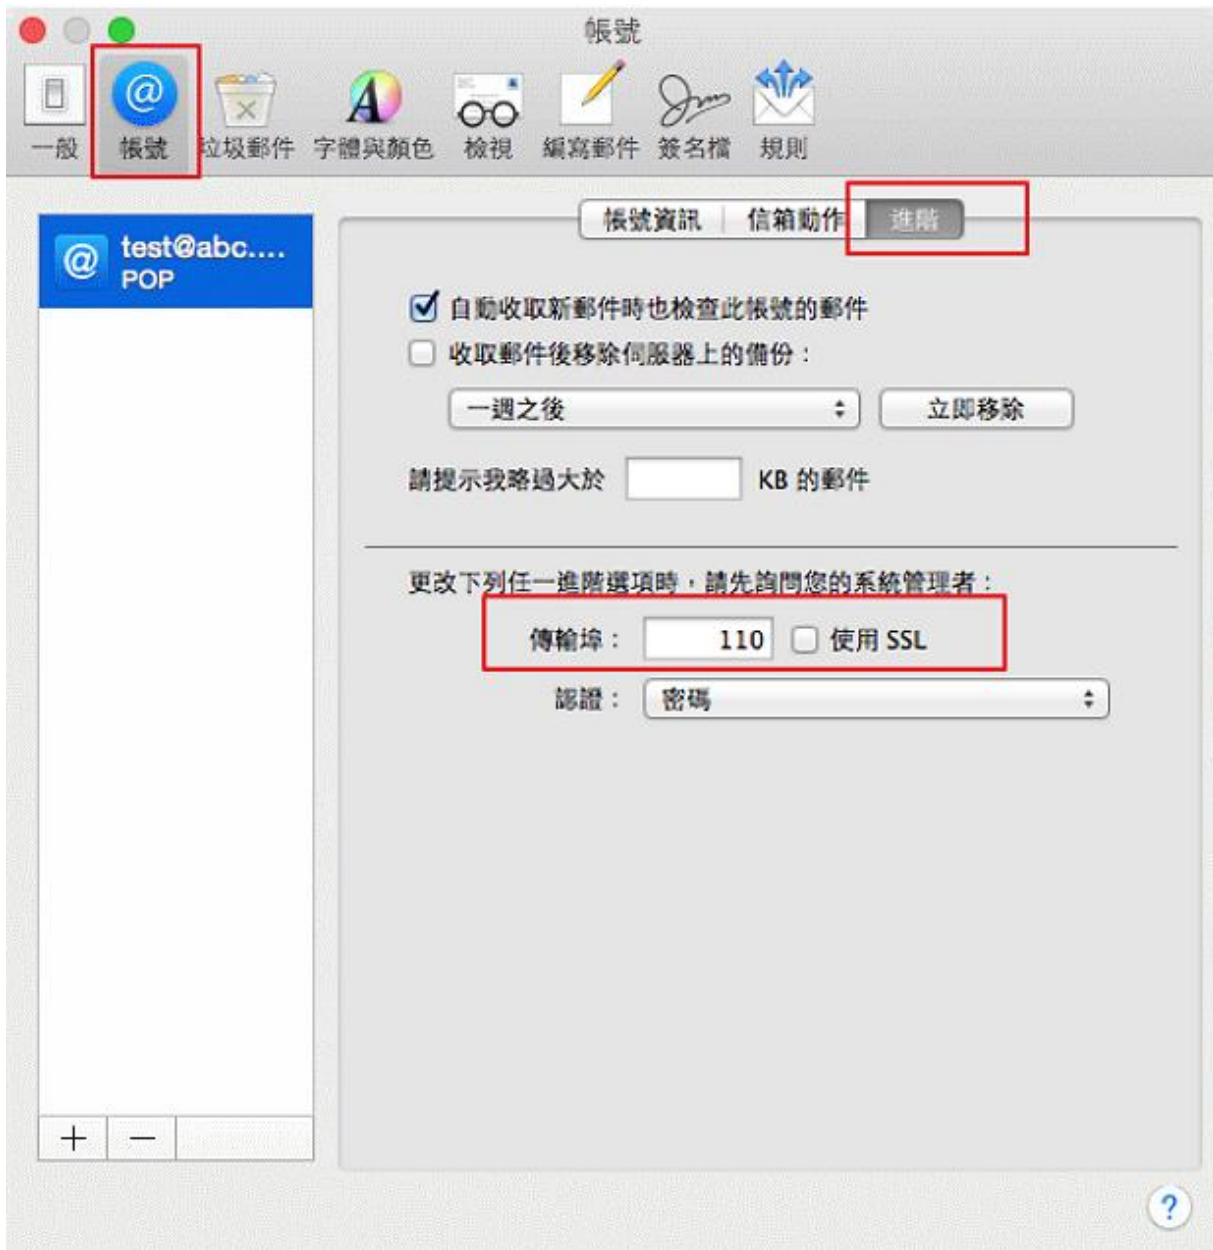 帳號
一般 帳號 垃圾郵件 字體與顏色 檢視 編寫郵件 簽名檔 規則
帳號資訊 信箱動作 進階
test@abc....
POP
自動收取新郵件時也檢查此帳號的郵件
收取郵件後移除伺服器上的備份：
一週之後 立即移除
請提示我略過大於 KB 的郵件
更改下列任一進階選項時，請先詢問您的系統管理者：
傳輸埠： 110 使用 SSL
認證： 密碼